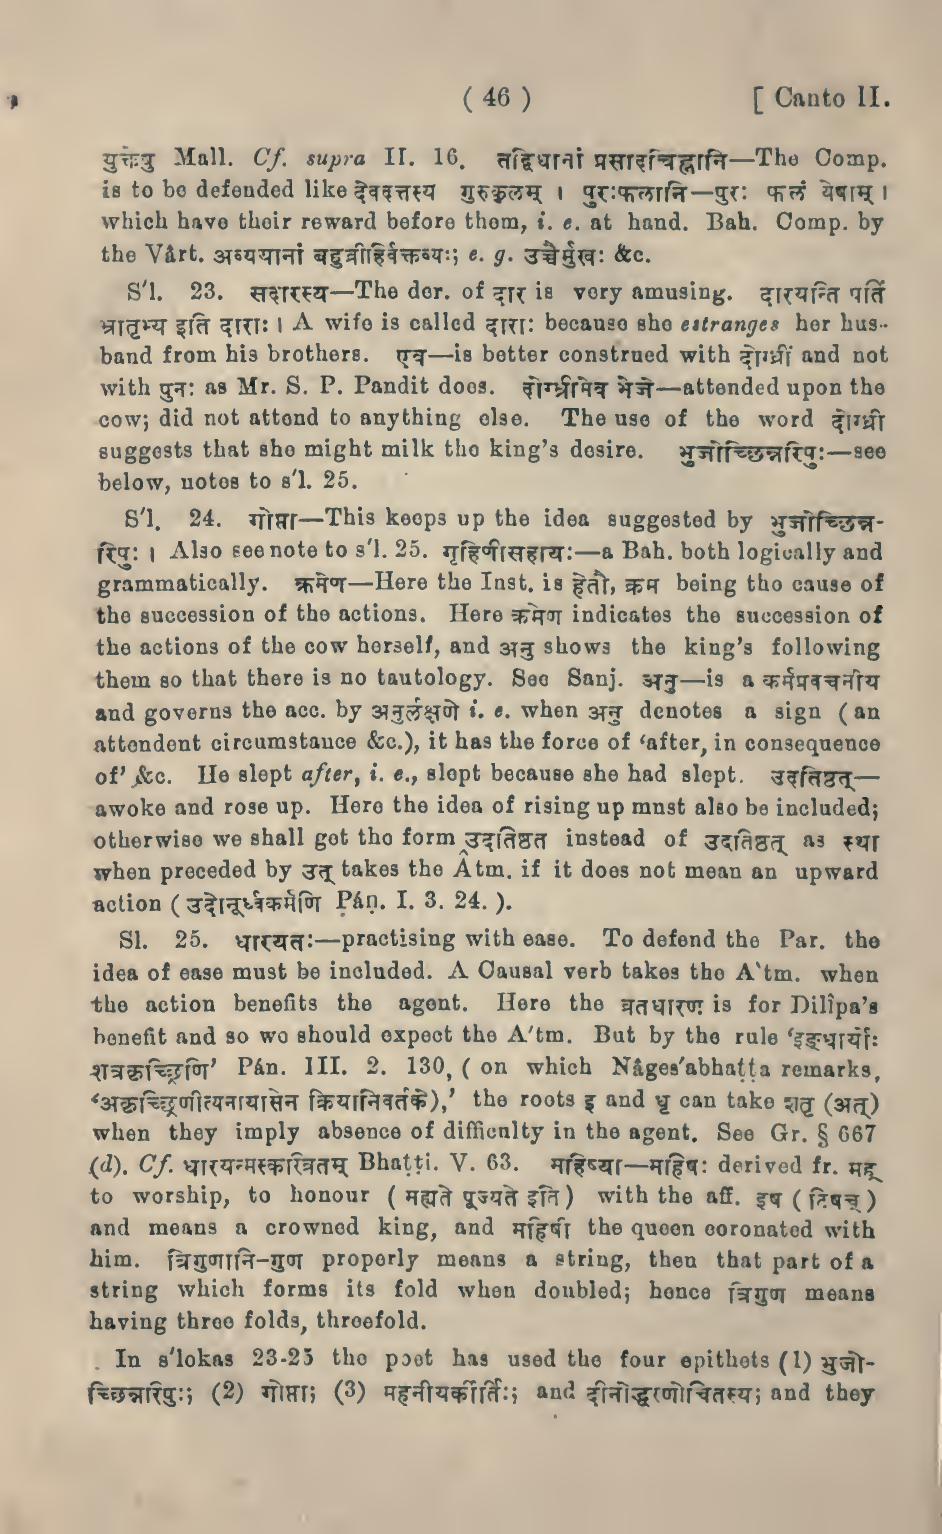 ( 46 ) [ Canto II.
युक्तेषु Mall. Cf. supra II. 16. तद्विधानां प्रसादचिह्नानि—The Comp.
is to be defended like देवदत्तस्य गुरुकुलम् । पुरःफलानि—पुरः फलं येषाम् ।
which have their reward before them, i. e. at hand. Bah. Comp. by
the Vârt. अव्ययानां बहुव्रीहिर्वक्तव्यः; e. g. उच्चैर्मुखः &c.
S'l. 23. सदारस्य—The der. of दार is very amusing. दारयन्ति पतिं
भ्रातृभ्य इति दाराः । A wife is called दाराः because she estranges her hus-
band from his brothers. एव—is better construed with दोग्ध्रीं and not
with पुनः as Mr. S. P. Pandit does. दोग्ध्रीमेव भेजे—attended upon the
cow; did not attend to anything else. The use of the word दोग्ध्री
suggests that she might milk the king's desire. भुजोच्छिन्नरिपुः—see
below, notes to s'l. 25.
S'l. 24. गोप्ता—This keeps up the idea suggested by भुजोच्छिन्न-
रिपुः । Also see note to s'l. 25. गृहिणीसहायः—a Bah. both logically and
grammatically. क्रमेण—Here the Inst. is हेतौ, क्रम being the cause of
the succession of the actions. Here क्रमेण indicates the succession of
the actions of the cow herself, and अनु shows the king's following
them so that there is no tautology. See Sanj. अनु—is a कर्मप्रवचनीय
and governs the acc. by अनुर्लक्षणे i. e. when अनु denotes a sign ( an
attendent circumstance &c.), it has the force of 'after, in consequence
of' &c. He slept after, i. e., slept because she had slept. उदतिष्ठत्—
awoke and rose up. Here the idea of rising up must also be included;
otherwise we shall get the form उदतिष्ठत instead of उदतिष्ठत् as स्था
when preceded by उत् takes the Âtm. if it does not mean an upward
action ( उदोनूर्ध्वकर्मणि Páṇ. I. 3. 24. ).
Sl. 25. धारयतः—practising with ease. To defend the Par. the
idea of ease must be included. A Causal verb takes the A'tm. when
the action benefits the agent. Here the व्रतधारण is for Dilîpa's
benefit and so we should expect the A'tm. But by the rule 'इङ्धार्योः
शत्रकृच्छ्रिणि' Pán. III. 2. 130, ( on which Nâges'abhaṭṭa remarks,
'अकृच्छ्रिणीत्यनायासेन क्रियानिवर्तके),' the roots इ and धृ can take शतृ (अत्)
when they imply absence of difficulty in the agent. See Gr. § 667
(d). Cf. धारयन्मस्करिव्रतम् Bhaṭṭi. V. 63. महिष्या—महिषः derived fr. मह्
to worship, to honour ( मह्यते पूज्यते इति ) with the aff. इष ( टिषच् )
and means a crowned king, and महिषी the queen coronated with
him. त्रिगुणानि-गुण properly means a string, then that part of a
string which forms its fold when doubled; hence त्रिगुण means
having three folds, threefold.
In s'lokas 23-25 the poet has used the four epithets (1) भुजो-
च्छिन्नरिपुः; (2) गोप्ता; (3) महनीयकीर्तिः; and दीनोद्धरणोचितस्य; and they